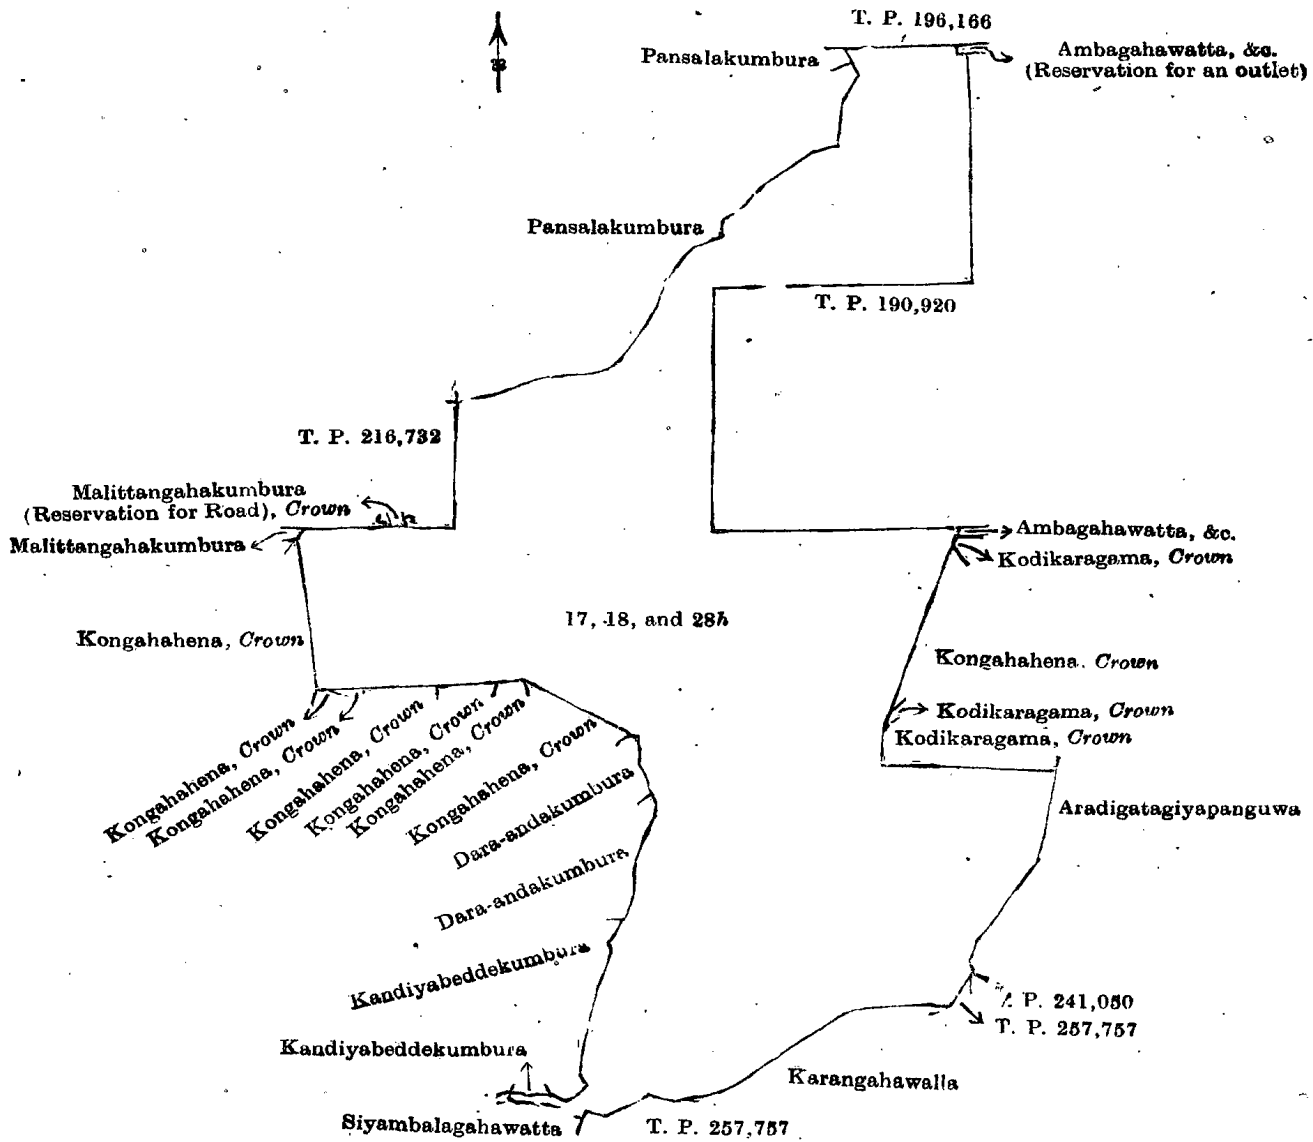 T. P. 196,166
Pansalakumbura
Ambagahawatta, &c.
(Reservation for an outlet)
Pansalakumbura
T. P. 190,920
T. P. 216,732
Malittangahakumbura
(Reservation for Road), Crown
Malittangahakumbura
Ambagahawatta, &c.
Kodikaragama, Crown
17, 18, and 28h
Kongahahena, Crown
Kongahahena. Crown
Kodikaragama, Crown
Kodikaragama, Crown
Kongahahena, Crown
Kongahahena, Crown
Kongahahena, Crown
Kongahahena, Crown
Kongahahena, Crown
Kongahahena, Crown
Dara-andakumbura
Aradigatagiyapanguwa
Dara-andakumbura
Kandiyabeddekumbura
P. 241,050
T. P. 257,757
Kandiyabeddekumbura
Karangahawalla
Siyambalagahawatta
T. P. 257,757